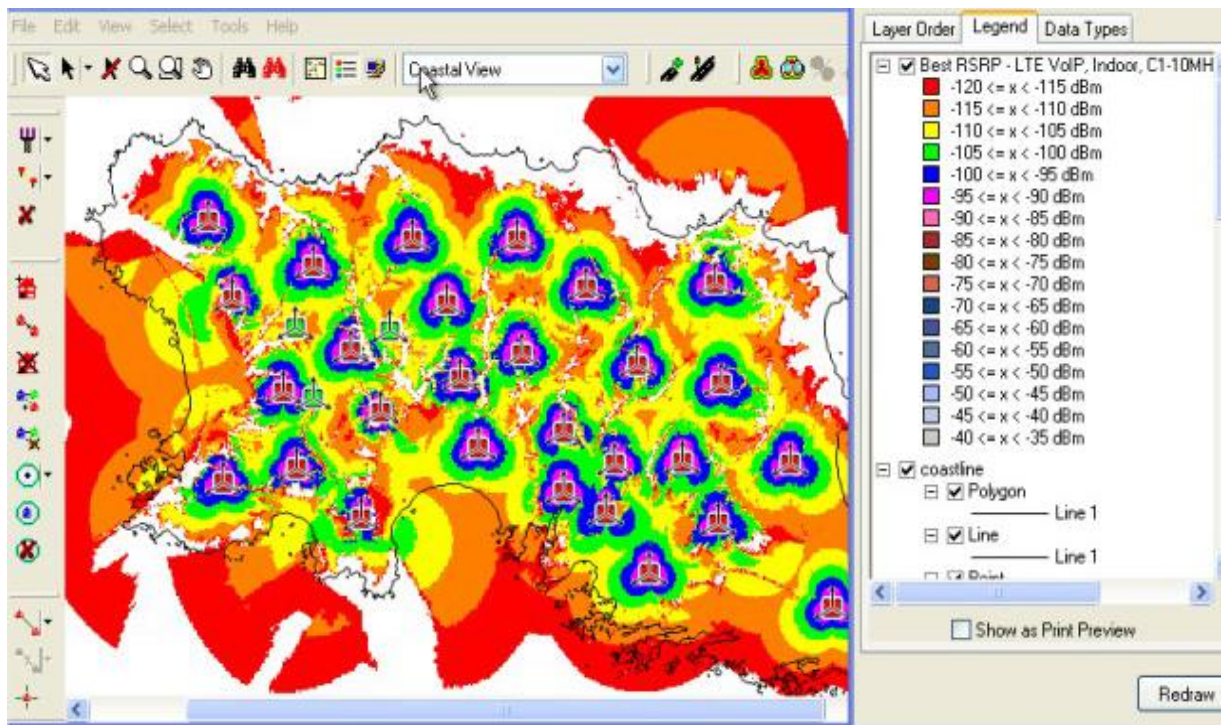 File Edit View Select Tools Help
Coastal View
Layer Order Legend Data Types
Best RSRP - LTE VoIP, Indoor, C1-10MH
-120 <= x < -115 dBm
-115 <= x < -110 dBm
-110 <= x < -105 dBm
-105 <= x < -100 dBm
-100 <= x < -95 dBm
-95 <= x < -90 dBm
-90 <= x < -85 dBm
-85 <= x < -80 dBm
-80 <= x < -75 dBm
-75 <= x < -70 dBm
-70 <= x < -65 dBm
-65 <= x < -60 dBm
-60 <= x < -55 dBm
-55 <= x < -50 dBm
-50 <= x < -45 dBm
-45 <= x < -40 dBm
-40 <= x < -35 dBm
coastline
Polygon
Line 1
Line
Line 1
Point
Show as Print Preview
Redraw